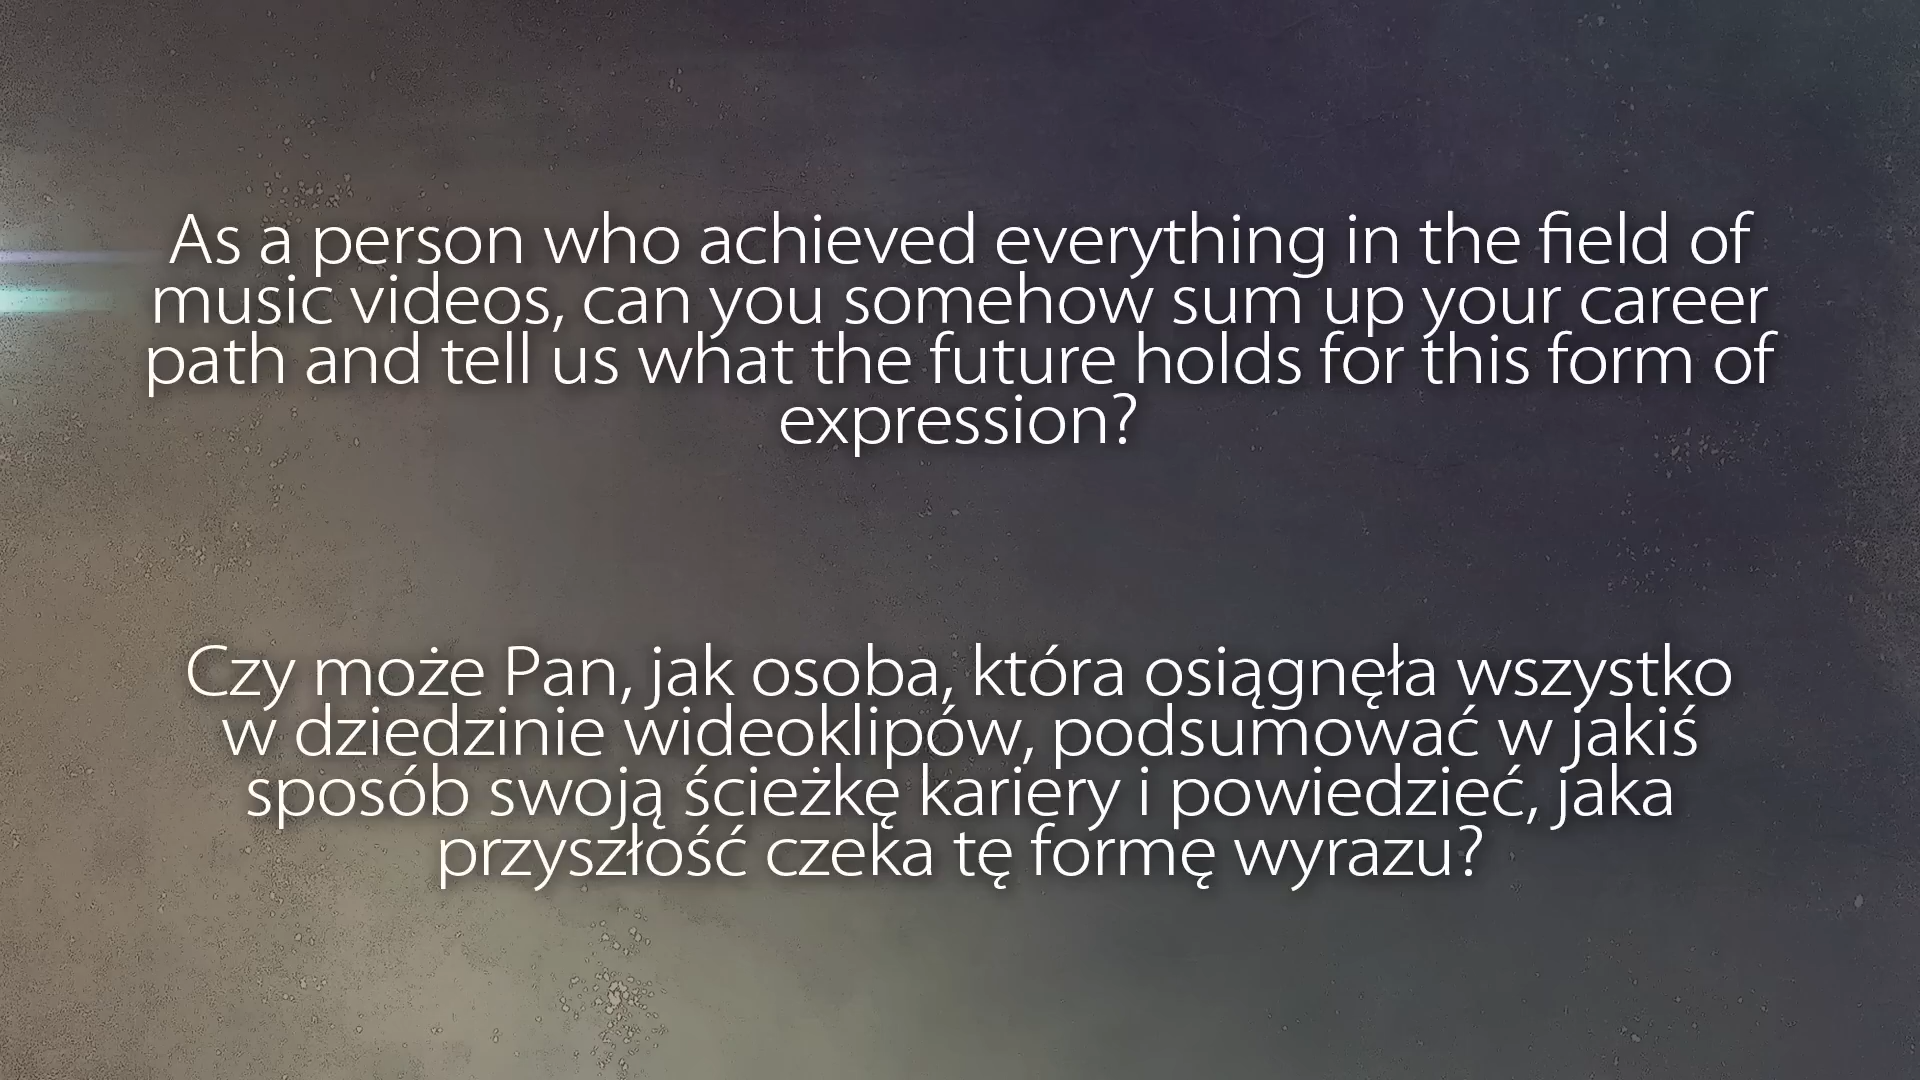 As a person who achieved everything in the field of
music videos, can you somehow sum up your career
path and tell us what the future holds for this form of
expression?
Czy może Pan, jak osoba, która osiągnęła wszystko
w dziedzinie wideoklipów, podsumować w jakiś
sposób swoją ścieżkę kariery i powiedzieć, jaka
przyszłość czeka tę formę wyrazu?